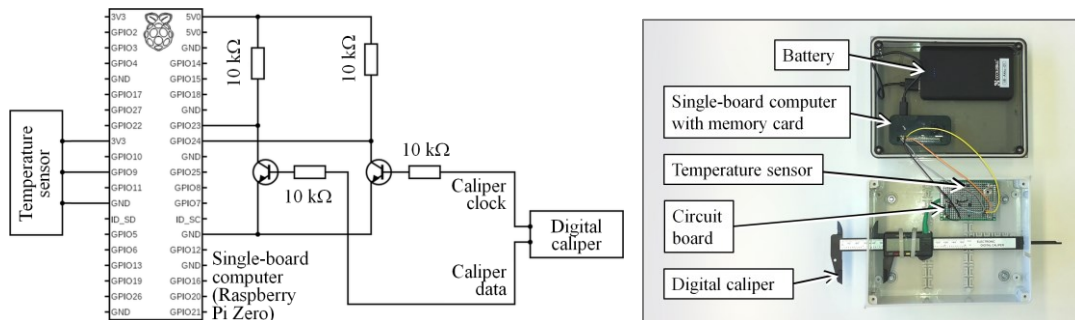 3V3
GPIO2
GPIO3
GPIO4
GND
GPIO17
GPIO27
GPIO22
3V3
GPIO10
GPIO9
GPIO11
GND
ID_SD
GPIO5
GPIO6
GPIO13
GPIO19
GPIO26
GND
5V0
5V0
GND
GPIO14
GPIO15
GPIO18
GND
GPIO23
GPIO24
GND
GPIO25
GPIO8
GPIO7
ID_SC
GND
GPIO12
GND
GPIO16
GPIO20
GPIO21
Temperature
sensor
10 kΩ
10 kΩ
10 kΩ
10 kΩ
Caliper
clock
Digital
caliper
Caliper
data
Single-board
computer
(Raspberry
Pi Zero)
Battery
Single-board computer
with memory card
Temperature sensor
Circuit
board
Digital caliper